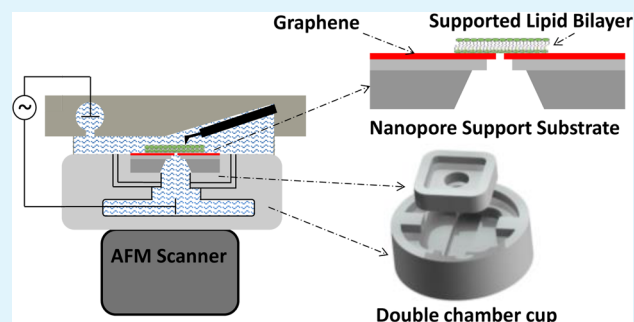 Graphene
Supported Lipid Bilayer
Nanopore Support Substrate
~
AFM Scanner
Double chamber cup